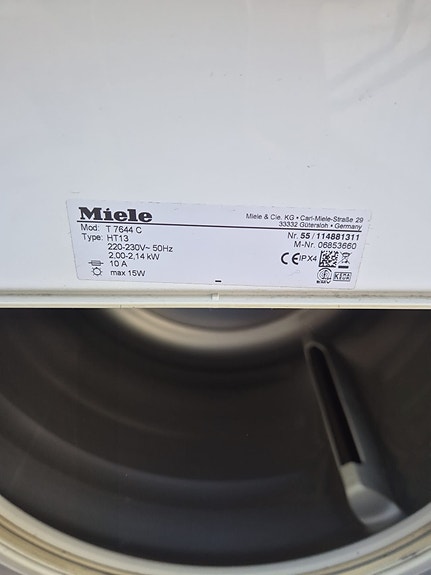 Miele
Miele & Cie. KG • Carl-Miele-Straße 29
33332 Gütersloh • Germany
Mod: T 7644 C
Type: HT13
220-230V~ 50Hz
2,00-2,14 kW
10 A
max 15W
Nr. 55 / 114881311
M-Nr. 06853660
CE IPX4